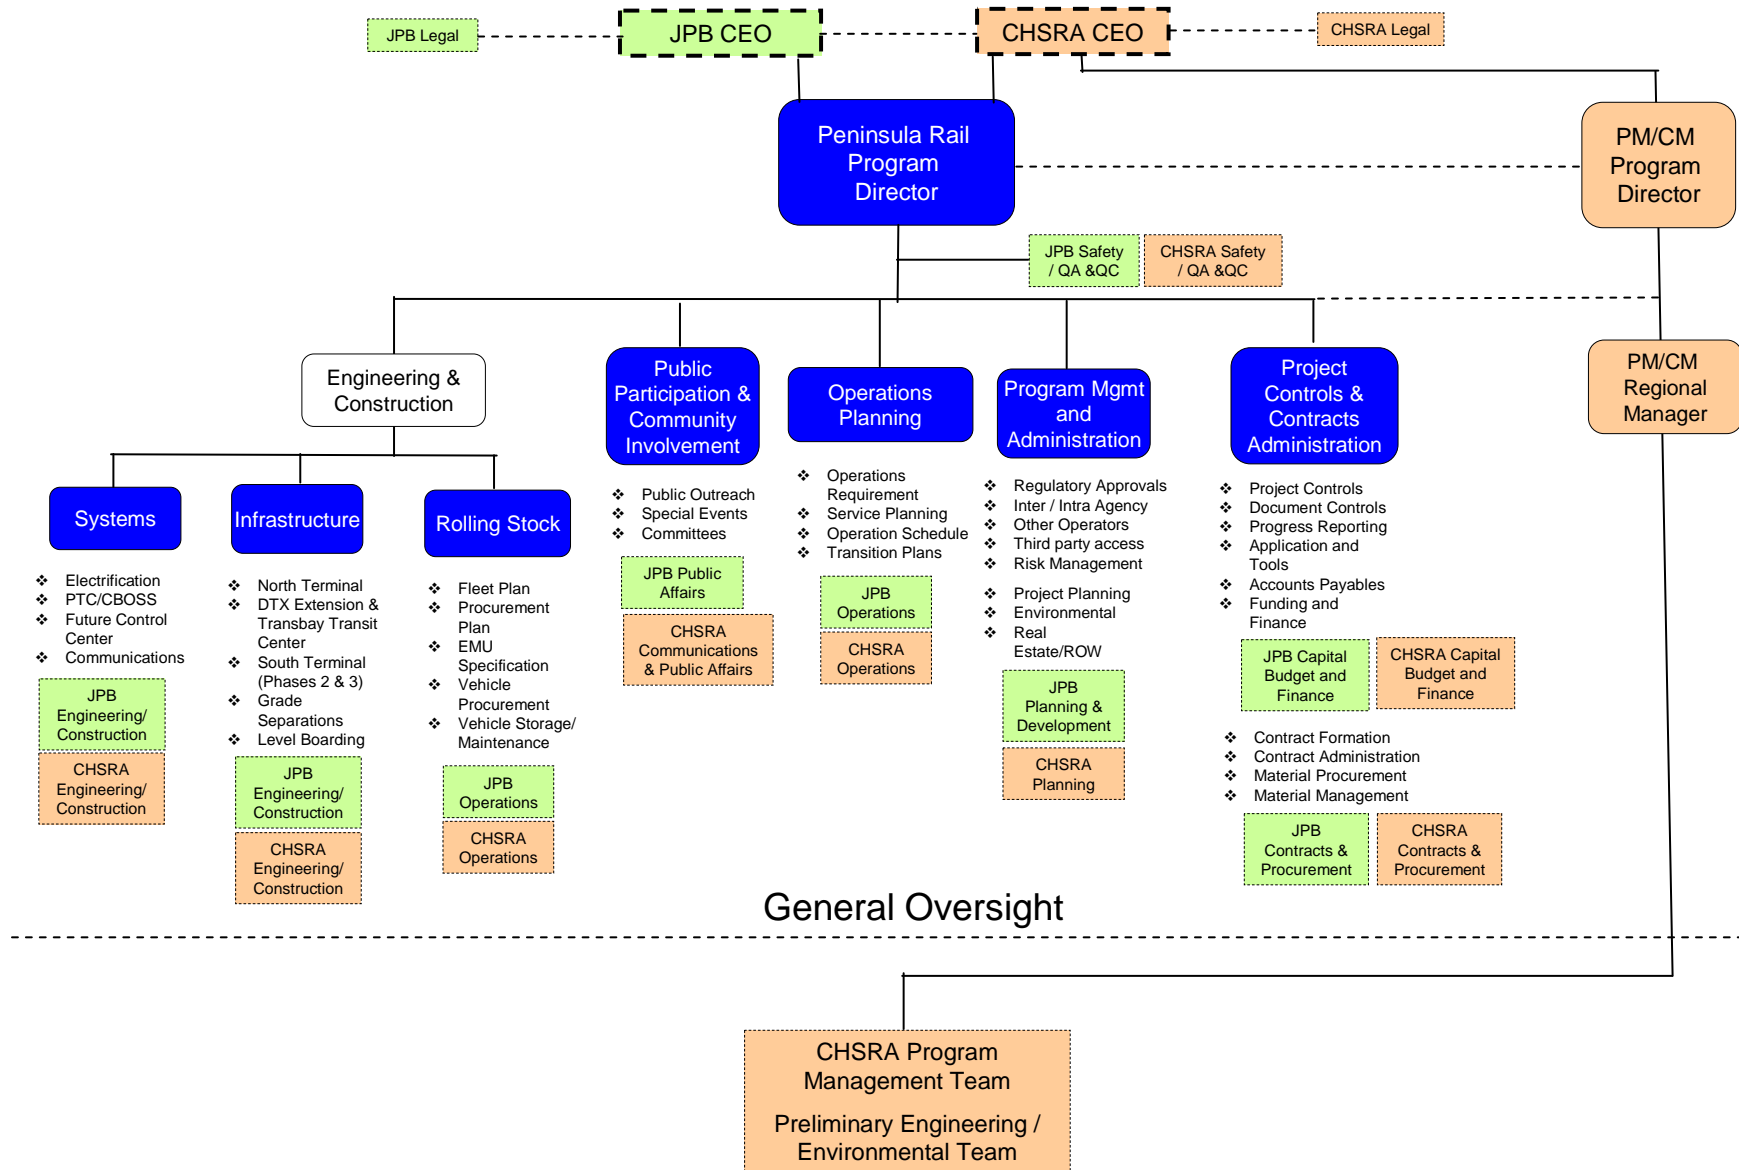 JPB Legal
JPB CEO
CHSRA CEO
CHSRA Legal
Peninsula Rail
Program
Director
PM/CM
Program
Director
JPB Safety
/ QA &QC
CHSRA Safety
/ QA &QC
Engineering &
Construction
Public
Participation &
Community
Involvement
Operations
Planning
Program Mgmt
and
Administration
Project
Controls &
Contracts
Administration
PM/CM
Regional
Manager
Systems
❖ Electrification
❖ PTC/CBOSS
❖ Future Control
Center
❖ Communications
JPB
Engineering/
Construction
CHSRA
Engineering/
Construction
Infrastructure
❖ North Terminal
❖ DTX Extension &
Transbay Transit
Center
❖ South Terminal
(Phases 2 & 3)
❖ Grade
Separations
❖ Level Boarding
JPB
Engineering/
Construction
CHSRA
Engineering/
Construction
Rolling Stock
❖ Fleet Plan
❖ Procurement
Plan
❖ EMU
Specification
❖ Vehicle
Procurement
❖ Vehicle Storage/
Maintenance
JPB
Operations
CHSRA
Operations
❖ Public Outreach
❖ Special Events
❖ Committees
JPB Public
Affairs
CHSRA
Communications
& Public Affairs
❖ Operations
Requirement
❖ Service Planning
❖ Operation Schedule
❖ Transition Plans
JPB
Operations
CHSRA
Operations
❖ Regulatory Approvals
❖ Inter / Intra Agency
❖ Other Operators
❖ Third party access
❖ Risk Management
❖ Project Planning
❖ Environmental
❖ Real
Estate/ROW
JPB
Planning &
Development
CHSRA
Planning
❖ Project Controls
❖ Document Controls
❖ Progress Reporting
❖ Application and
Tools
❖ Accounts Payables
❖ Funding and
Finance
JPB Capital
Budget and
Finance
CHSRA Capital
Budget and
Finance
❖ Contract Formation
❖ Contract Administration
❖ Material Procurement
❖ Material Management
JPB
Contracts &
Procurement
CHSRA
Contracts &
Procurement
General Oversight
CHSRA Program
Management Team
Preliminary Engineering /
Environmental Team